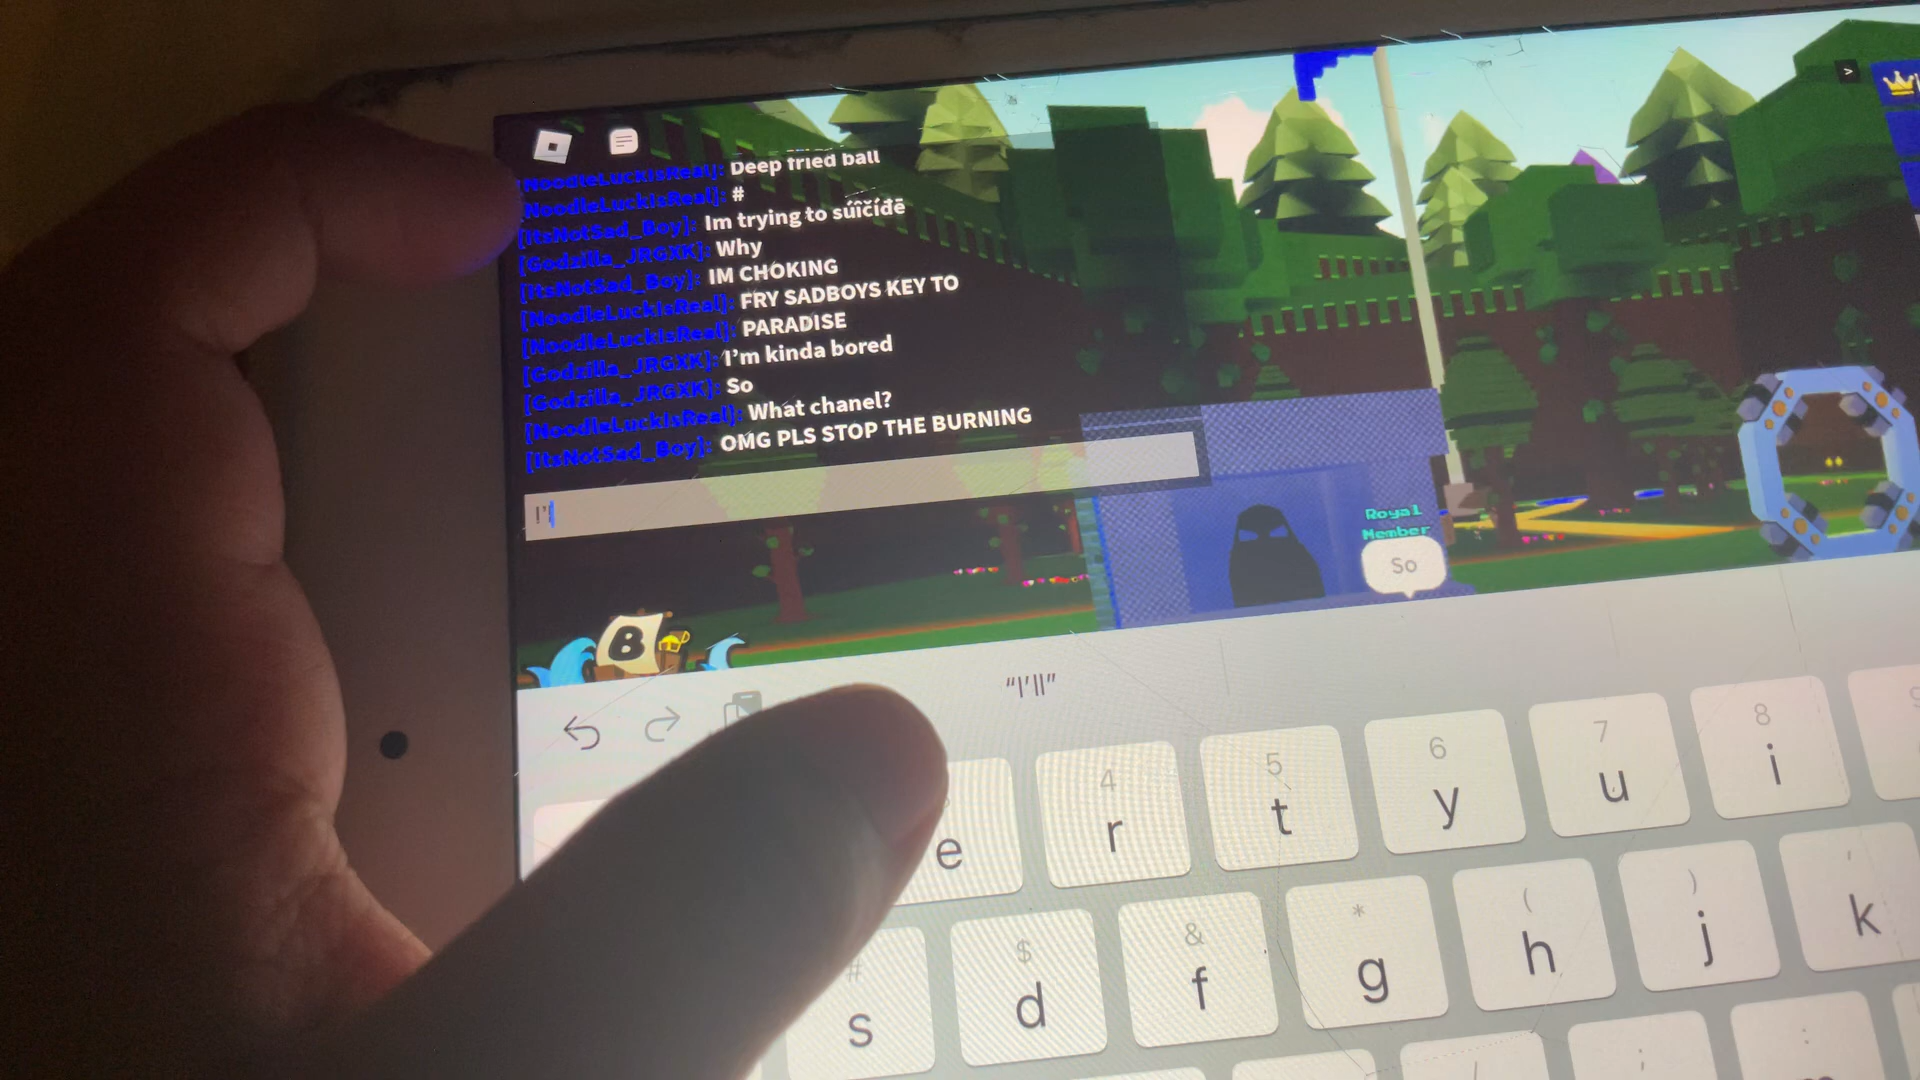 [NoodleLuckIsReal]: Deep fried ball
[NoodleLuckIsReal]: #
[ItsNotSad_Boy]: Im trying to súîčíđē
[Godzilla_JRGXK]: Why
[ItsNotSad_Boy]: IM CHOKING
[NoodleLuckIsReal]: FRY SADBOYS KEY TO
[NoodleLuckIsReal]: PARADISE
[Godzilla_JRGXK]: I'm kinda bored
[Godzilla_JRGXK]: So
[NoodleLuckIsReal]: What chanel?
[ItsNotSad_Boy]: OMG PLS STOP THE BURNING
I'l
Royal
Member
So
B
"I'll"
4 5 6 7 8
e r t y u i
# $ & * ( ) '
s d f g h j k